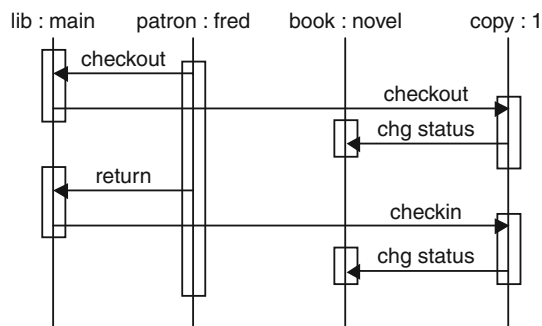 lib : main patron : fred book : novel copy : 1
checkout
checkout
chg status
return
checkin
chg status